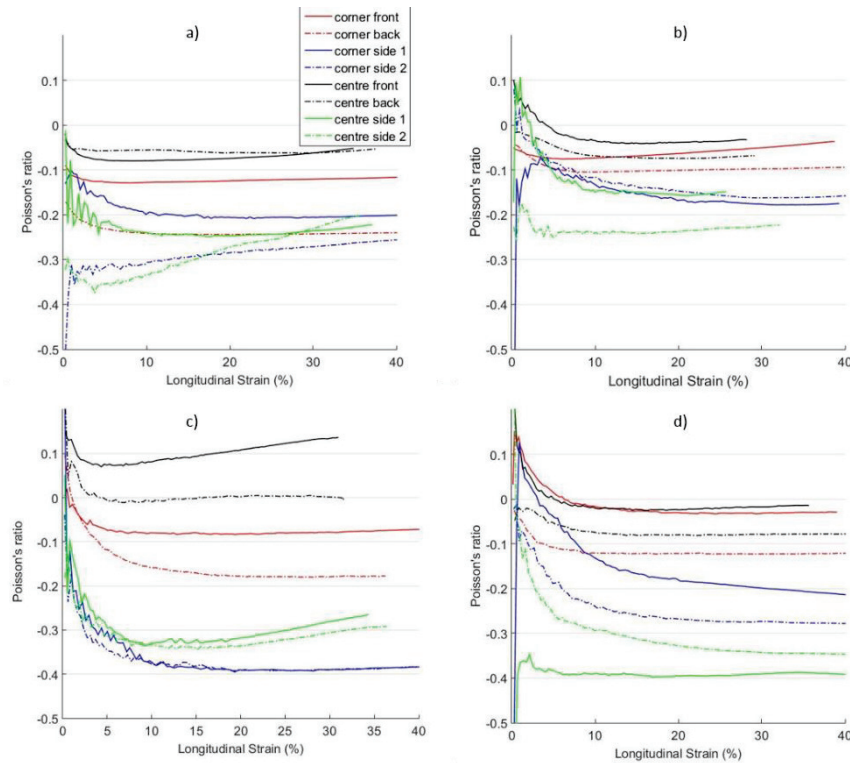 a)
corner front
corner back
corner side 1
corner side 2
centre front
centre back
centre side 1
centre side 2
0.1
0
-0.1
-0.2
-0.3
-0.4
-0.5
Poisson's ratio
0 10 20 30 40
Longitudinal Strain (%)
b)
0.1
0
-0.1
-0.2
-0.3
-0.4
-0.5
Poisson's ratio
0 10 20 30 40
Longitudinal Strain (%)
c)
0.1
0
-0.1
-0.2
-0.3
-0.4
-0.5
Poisson's ratio
0 5 10 15 20 25 30 35 40
Longitudinal Strain (%)
d)
0.1
0
-0.1
-0.2
-0.3
-0.4
-0.5
Poisson's ratio
0 10 20 30 40
Longitudinal Strain (%)